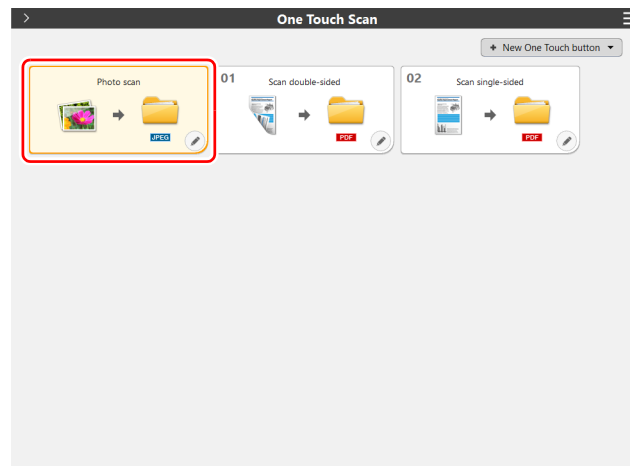 One Touch Scan
+ New One Touch button
Photo scan
JPEG
01 Scan double-sided
PDF
02 Scan single-sided
PDF